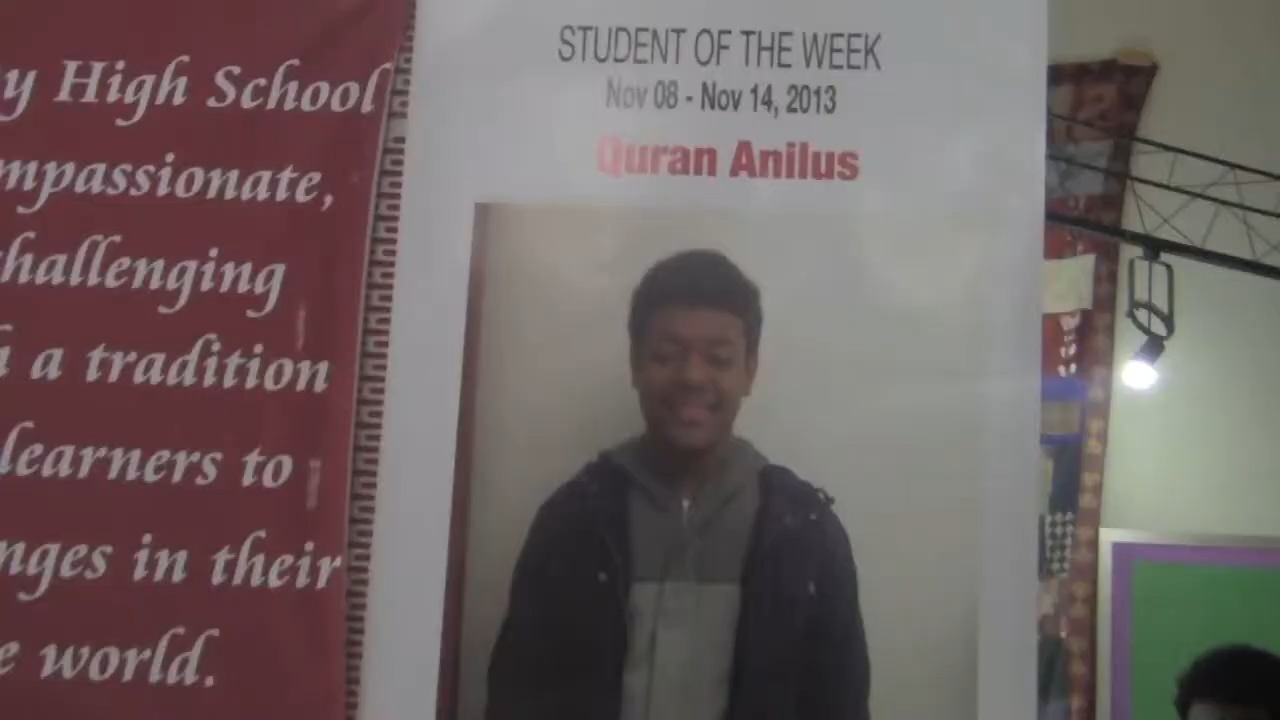 y High School
mpassionate,
challenging
a tradition
learners to
nges in their
e world.
STUDENT OF THE WEEK
Nov 08 - Nov 14, 2013
Quran Anilus